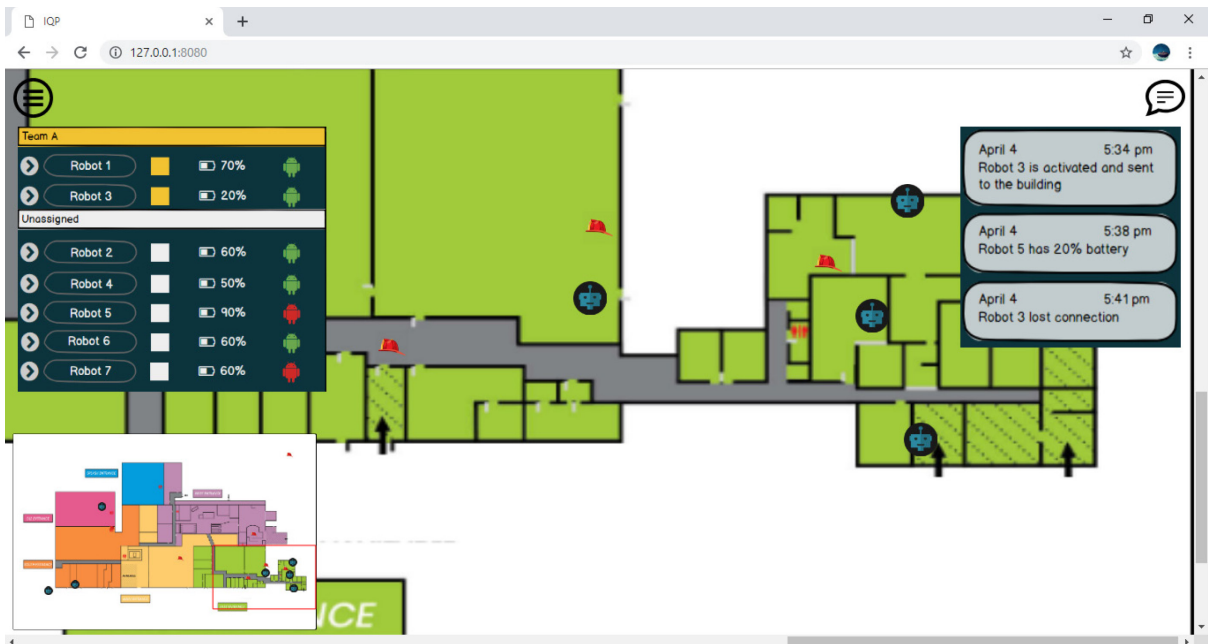 IQP
127.0.0.1:8080
Team A
Robot 1 70%
Robot 3 20%
Unassigned
Robot 2 60%
Robot 4 50%
Robot 5 90%
Robot 6 60%
Robot 7 60%
April 4 5:34 pm
Robot 3 is activated and sent
to the building
April 4 5:38 pm
Robot 5 has 20% battery
April 4 5:41 pm
Robot 3 lost connection
NCE